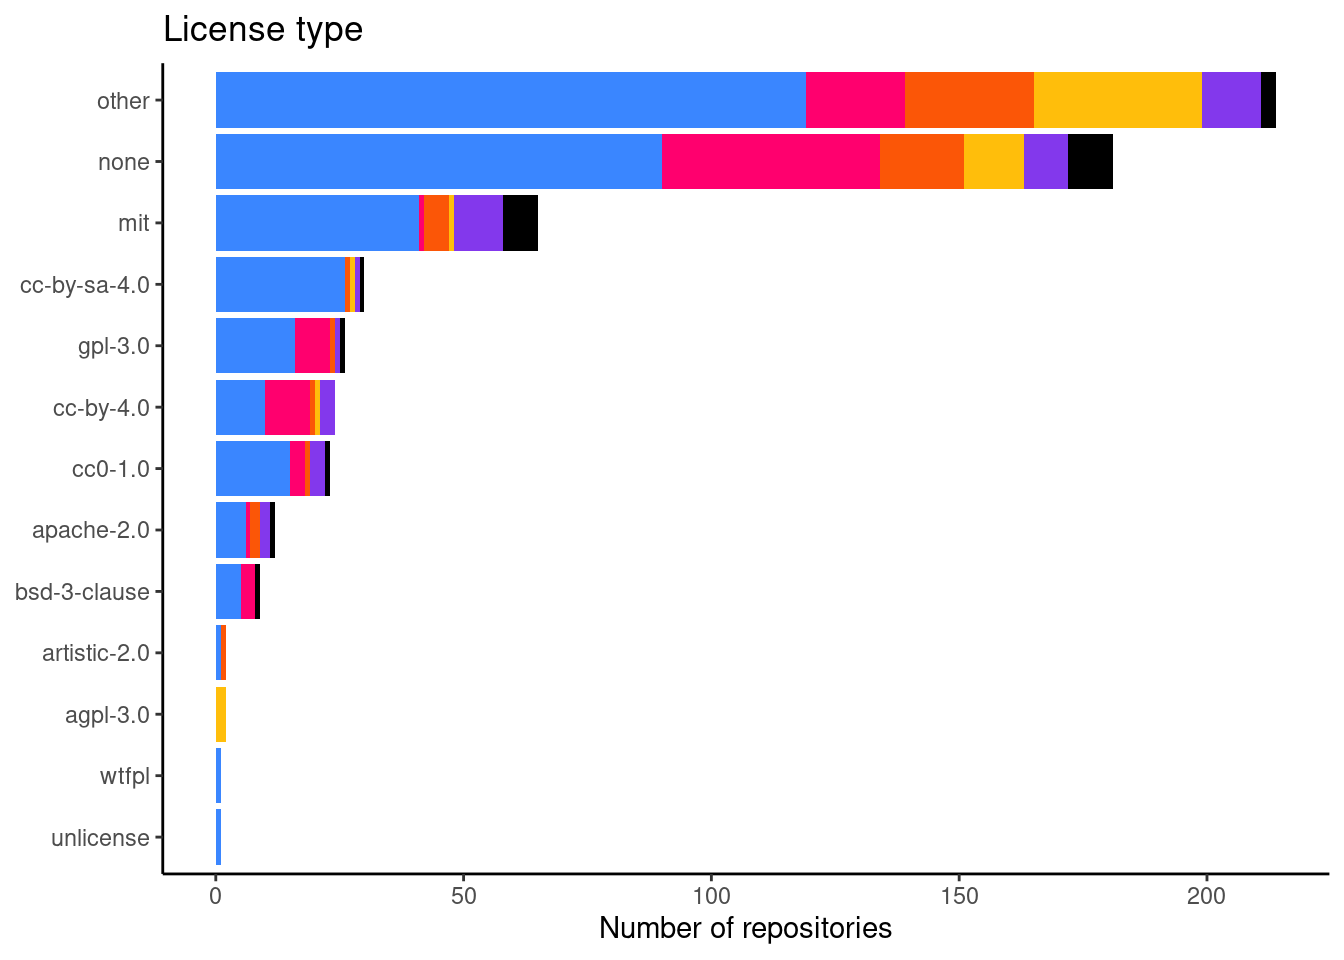 License type
other
none
mit
cc-by-sa-4.0
gpl-3.0
cc-by-4.0
cc0-1.0
apache-2.0
bsd-3-clause
artistic-2.0
agpl-3.0
wtfpl
unlicense
0 50 100 150 200
Number of repositories